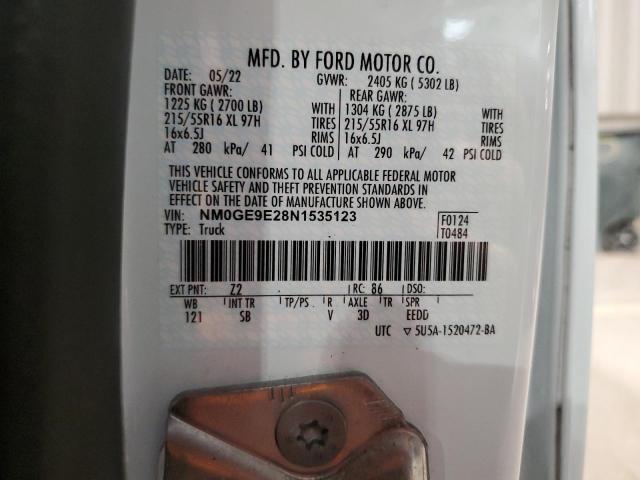 MFD. BY FORD MOTOR CO.
DATE: 05/22 GVWR: 2405 KG ( 5302 LB)
FRONT GAWR: REAR GAWR:
1225 KG ( 2700 LB) WITH 1304 KG ( 2875 LB) WITH
215/55R16 XL 97H TIRES 215/55R16 XL 97H TIRES
16x6.5J RIMS 16x6.5J RIMS
AT 280 kPa/ 41 PSI COLD AT 290 kPa/ 42 PSI COLD
THIS VEHICLE CONFORMS TO ALL APPLICABLE FEDERAL MOTOR
VEHICLE SAFETY AND THEFT PREVENTION STANDARDS IN
EFFECT ON THE DATE OF MANUFACTURE SHOWN ABOVE.
VIN: NM0GE9E28N1535123 F0124
TYPE: Truck T0484
EXT PNT: Z2 RC: 86 DSO:
WB INT TR TP/PS R AXLE TR SPR
121 SB V 3D EEDD
UTC ▽ 5U5A-1520472-BA